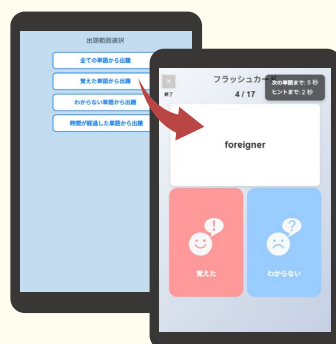 出題範囲選択
全ての単語から出題
覚えた単語から出題
わからない単語から出題
時間が経過した単語から出題
×
終了
フラッシュカード
4 / 17
次の単語まで: 5 秒
ヒントまで: 2 秒
foreigner
覚えた
わからない